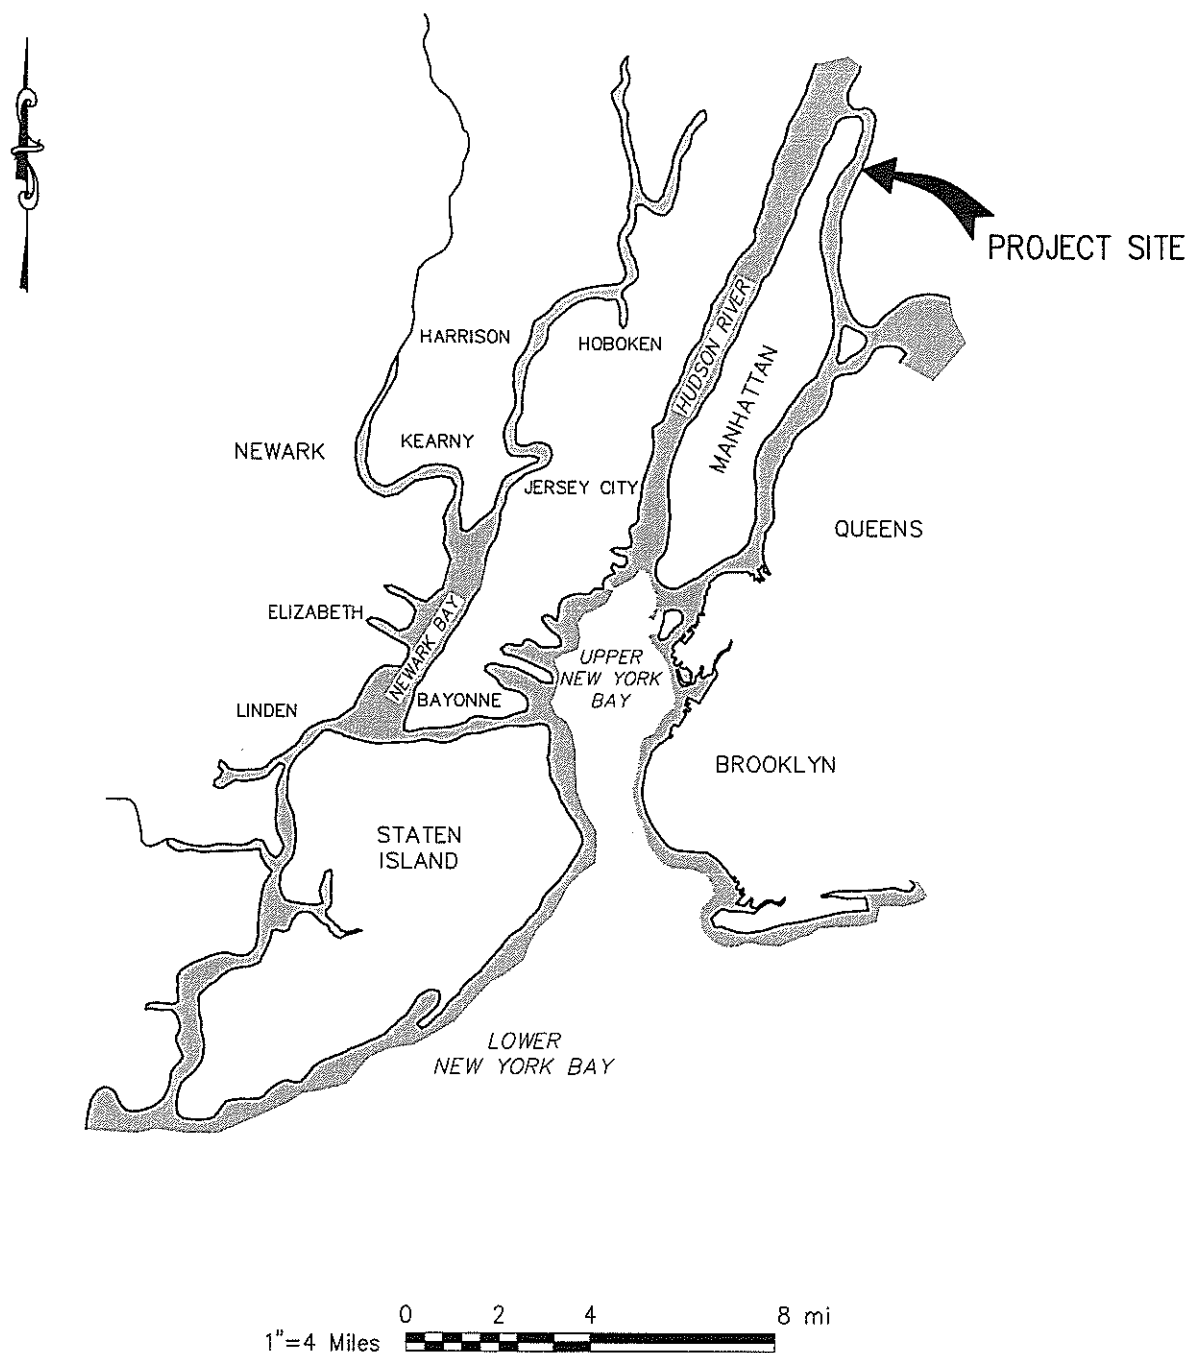 PROJECT SITE
HUDSON RIVER
HARRISON
HOBOKEN
MANHATTAN
NEWARK
KEARNY
JERSEY CITY
QUEENS
ELIZABETH
NEWARK BAY
UPPER
NEW YORK
BAY
BAYONNE
LINDEN
BROOKLYN
STATEN
ISLAND
LOWER
NEW YORK BAY
0 2 4 8 mi
1"=4 Miles